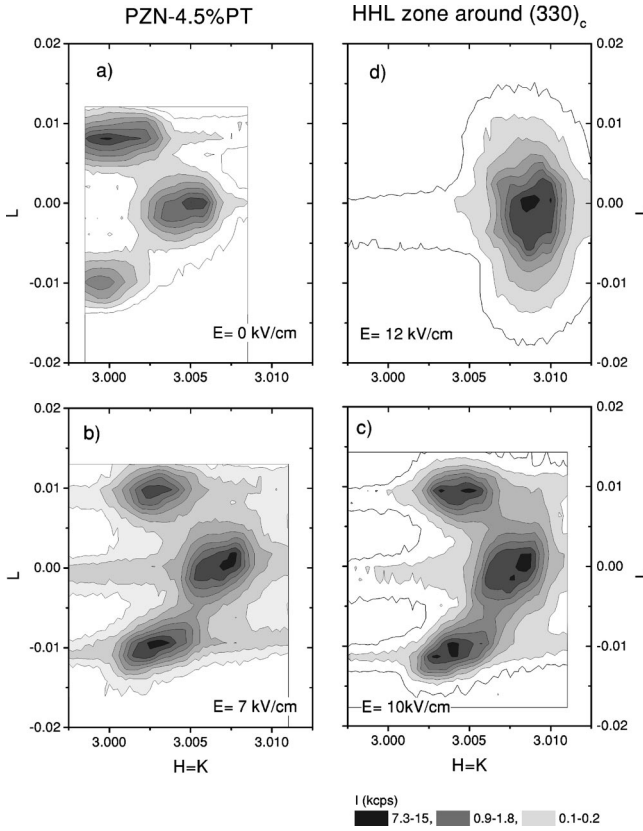 PZN-4.5%PT
HHL zone around (330)c
a)
E= 0 kV/cm
0.02
0.01
0.00
-0.01
-0.02
L
3.000
3.005
3.010
d)
E= 12 kV/cm
0.02
0.01
0.00
-0.01
-0.02
L
3.000
3.005
3.010
b)
E= 7 kV/cm
0.02
0.01
0.00
-0.01
-0.02
L
3.000
3.005
3.010
H=K
c)
E= 10kV/cm
0.02
0.01
0.00
-0.01
-0.02
L
3.000
3.005
3.010
H=K
I (kcps)
7.3-15, 0.9-1.8, 0.1-0.2